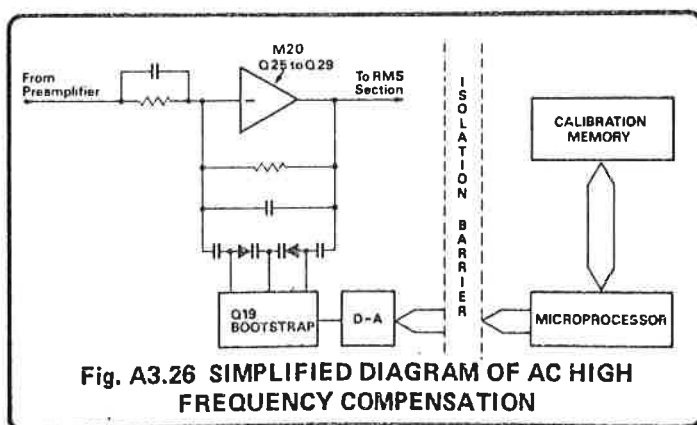 M20
Q25 to Q29
From
Preamplifier
To RMS
Section
ISOLATION BARRIER
CALIBRATION
MEMORY
Q19
BOOTSTRAP
D-A
MICROPROCESSOR
Fig. A3.26 SIMPLIFIED DIAGRAM OF AC HIGH
FREQUENCY COMPENSATION